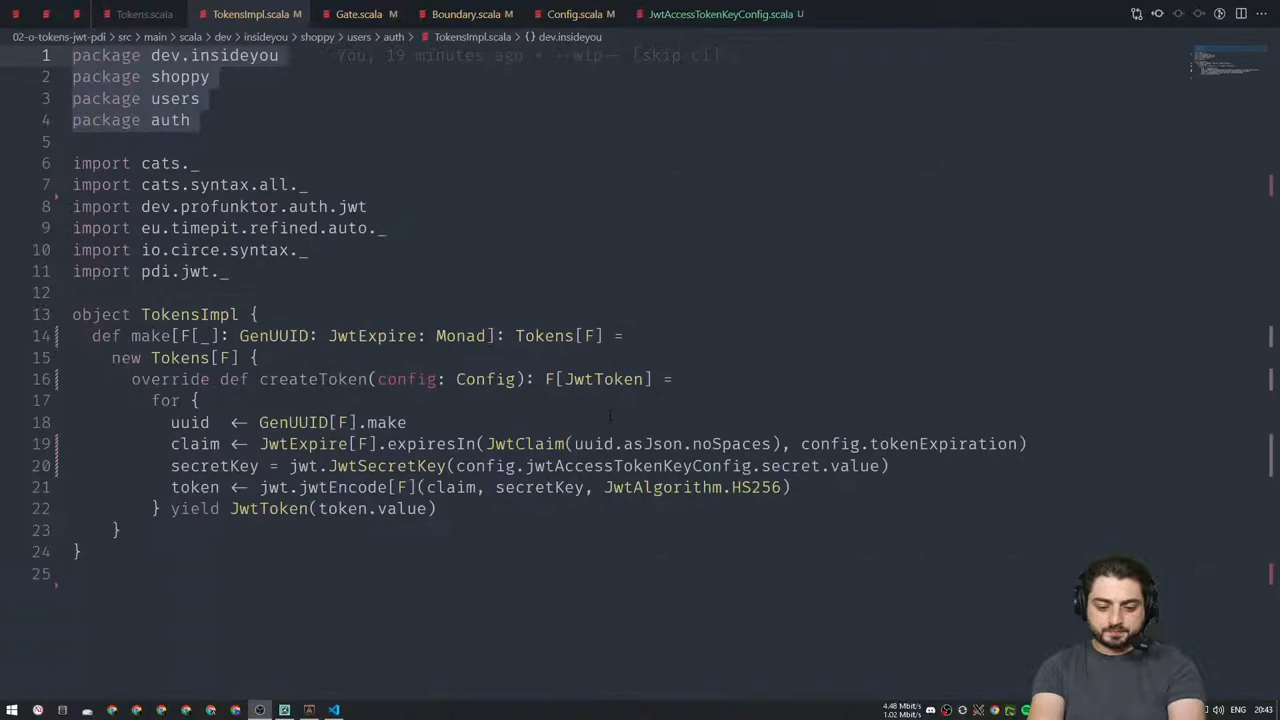 Tokens.scala TokensImpl.scala M Gate.scala M Boundary.scala M Config.scala M JwtAccessTokenKeyConfig.scala U
02-o-tokens-jwt-pdi > src > main > scala > dev > insideyou > shoppy > users > auth > TokensImpl.scala > {} dev.insideyou
1 package dev.insideyou You, 19 minutes ago • --wip-- [skip ci]
2 package shoppy
3 package users
4 package auth
5
6 import cats._
7 import cats.syntax.all._
8 import dev.profunktor.auth.jwt
9 import eu.timepit.refined.auto._
10 import io.circe.syntax._
11 import pdi.jwt._
12
13 object TokensImpl {
14 def make[F[_]: GenUUID: JwtExpire: Monad]: Tokens[F] =
15 new Tokens[F] {
16 override def createToken(config: Config): F[JwtToken] =
17 for {
18 uuid ← GenUUID[F].make
19 claim ← JwtExpire[F].expiresIn(JwtClaim(uuid.asJson.noSpaces), config.tokenExpiration)
20 secretKey = jwt.JwtSecretKey(config.jwtAccessTokenKeyConfig.secret.value)
21 token ← jwt.jwtEncode[F](claim, secretKey, JwtAlgorithm.HS256)
22 } yield JwtToken(token.value)
23 }
24 }
25
4.48 Mbit/s
1.02 Mbit/s
ENG 20:43